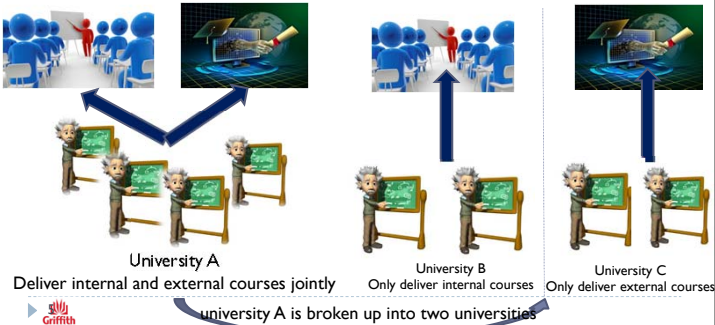 University A
Deliver internal and external courses jointly
University B
Only deliver internal courses
University C
Only deliver external courses
university A is broken up into two universities
5
Griffith